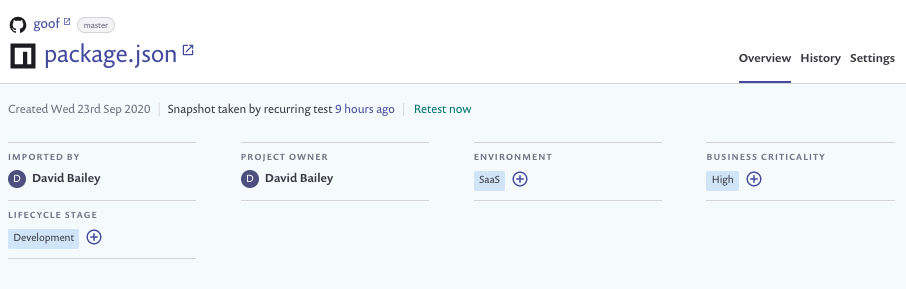 goof master
package.json
Overview History Settings
Created Wed 23rd Sep 2020 | Snapshot taken by recurring test 9 hours ago | Retest now
IMPORTED BY PROJECT OWNER ENVIRONMENT BUSINESS CRITICALITY
D David Bailey D David Bailey SaaS High
LIFECYCLE STAGE
Development